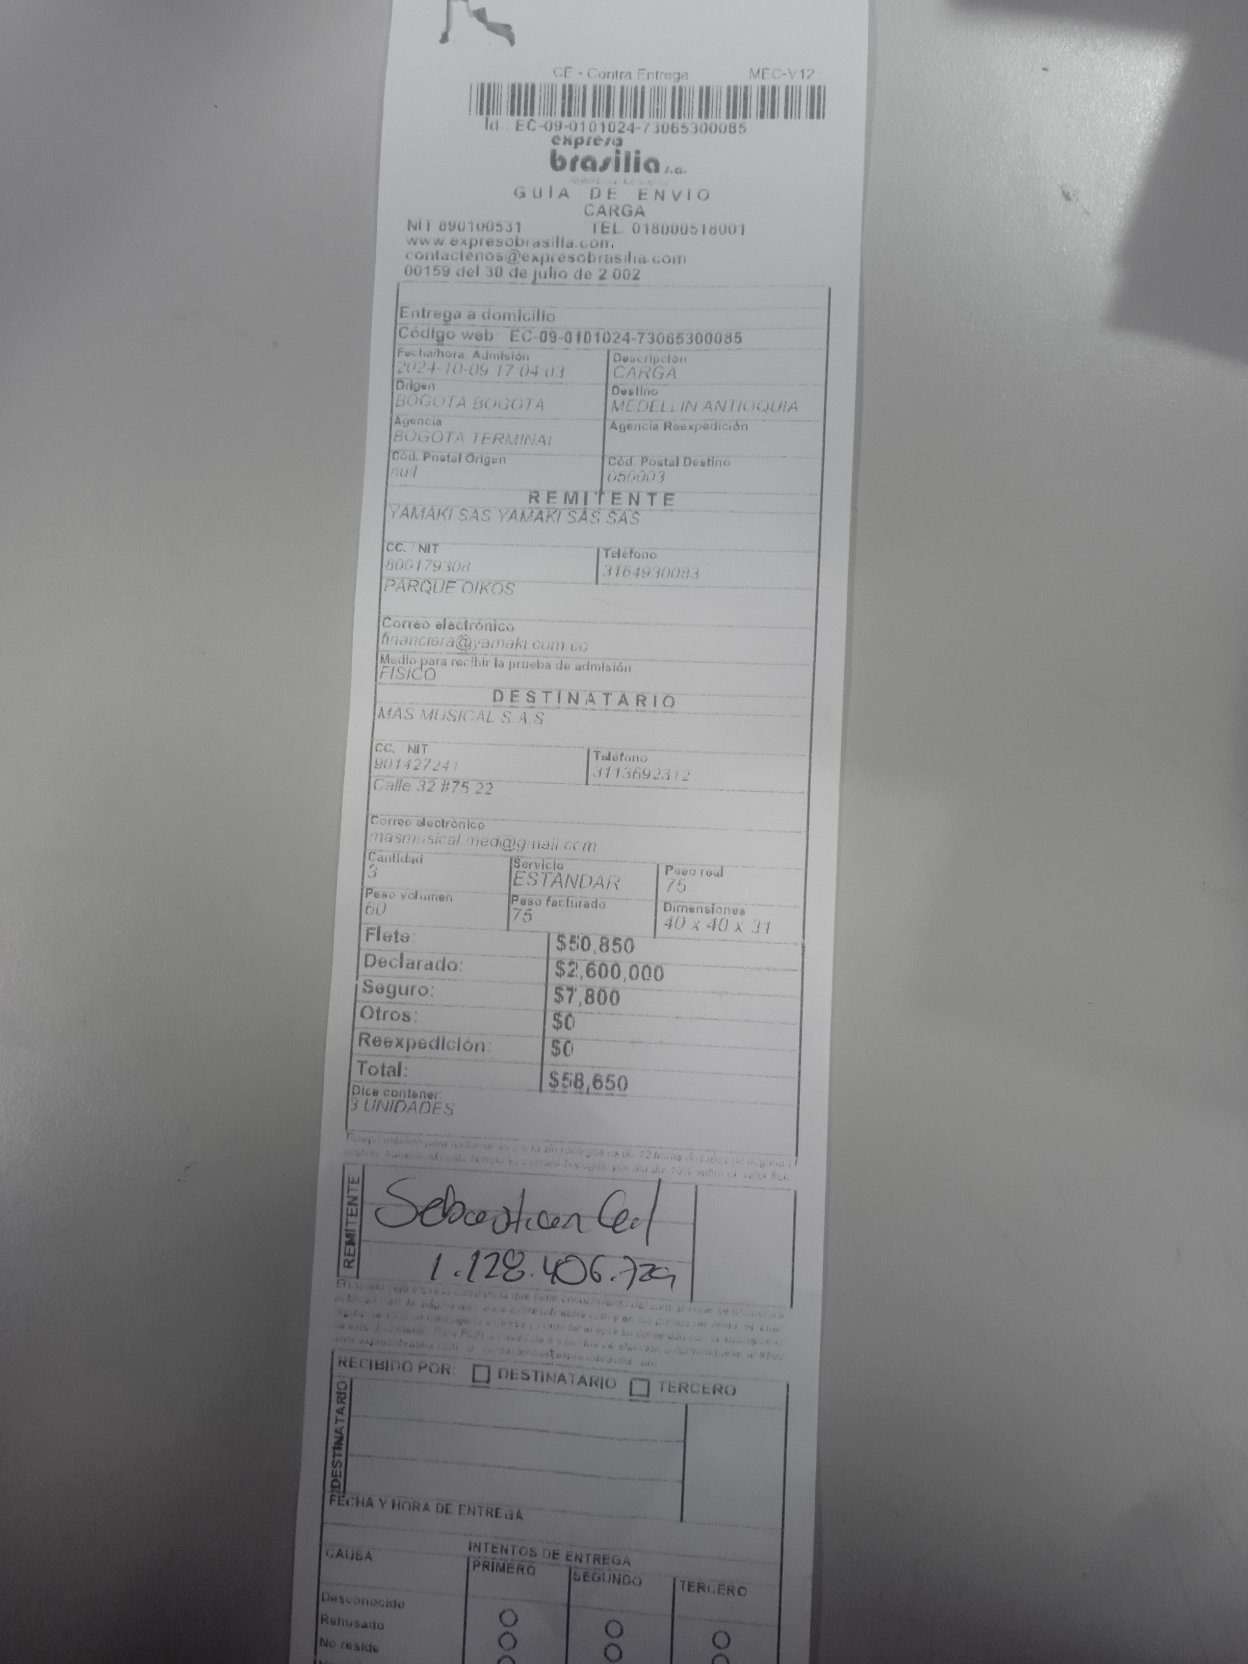 CE - Contra Entrega MEC-V12
Id.: EC-09-0101024-73065300085
expreso
brasilia s.a.
GUÍA DE ENVIO
CARGA
NIT 890100531 TEL. 018000518001
www.expresobrasilia.com
contactenos@expresobrasilia.com
00159 del 30 de julio de 2 002
Entrega a domicilio
Código web: EC-09-0101024-73065300085
Fecha/hora Admisión Descripción
2024-10-09 17:04:03 CARGA
Origen Destino
BOGOTA BOGOTA MEDELLIN ANTIOQUIA
Agencia Agencia Reexpedición
BOGOTA TERMINAL
Cód. Postal Origen Cód. Postal Destino
null 050003
REMITENTE
YAMAKI SAS YAMAKI SAS SAS
CC. NIT Teléfono
800179308 3164930083
PARQUE OIKOS
Correo electrónico
financiera@yamaki.com.co
Medio para recibir la prueba de admisión
FISICO
DESTINATARIO
MAS MUSICAL S.A.S
CC. NIT Teléfono
901427241 3113692312
Calle 32 #75 22
Correo electrónico
masmusical.med@gmail.com
Cantidad Servicio Peso real
3 ESTANDAR 75
Peso volumen Peso facturado Dimensiones
60 75 40 x 40 x 31
Flete: $50,850
Declarado: $2,600,000
Seguro: $7,800
Otros: $0
Reexpedición: $0
Total: $58,650
Dice contener:
3 UNIDADES
REMITENTE
Sebastian
1.128.406.729
RECIBIDO POR: DESTINATARIO TERCERO
DESTINATARIO
FECHA Y HORA DE ENTREGA
INTENTOS DE ENTREGA
CAUSA PRIMERO SEGUNDO TERCERO
Desconocido
Rehusado
No reside